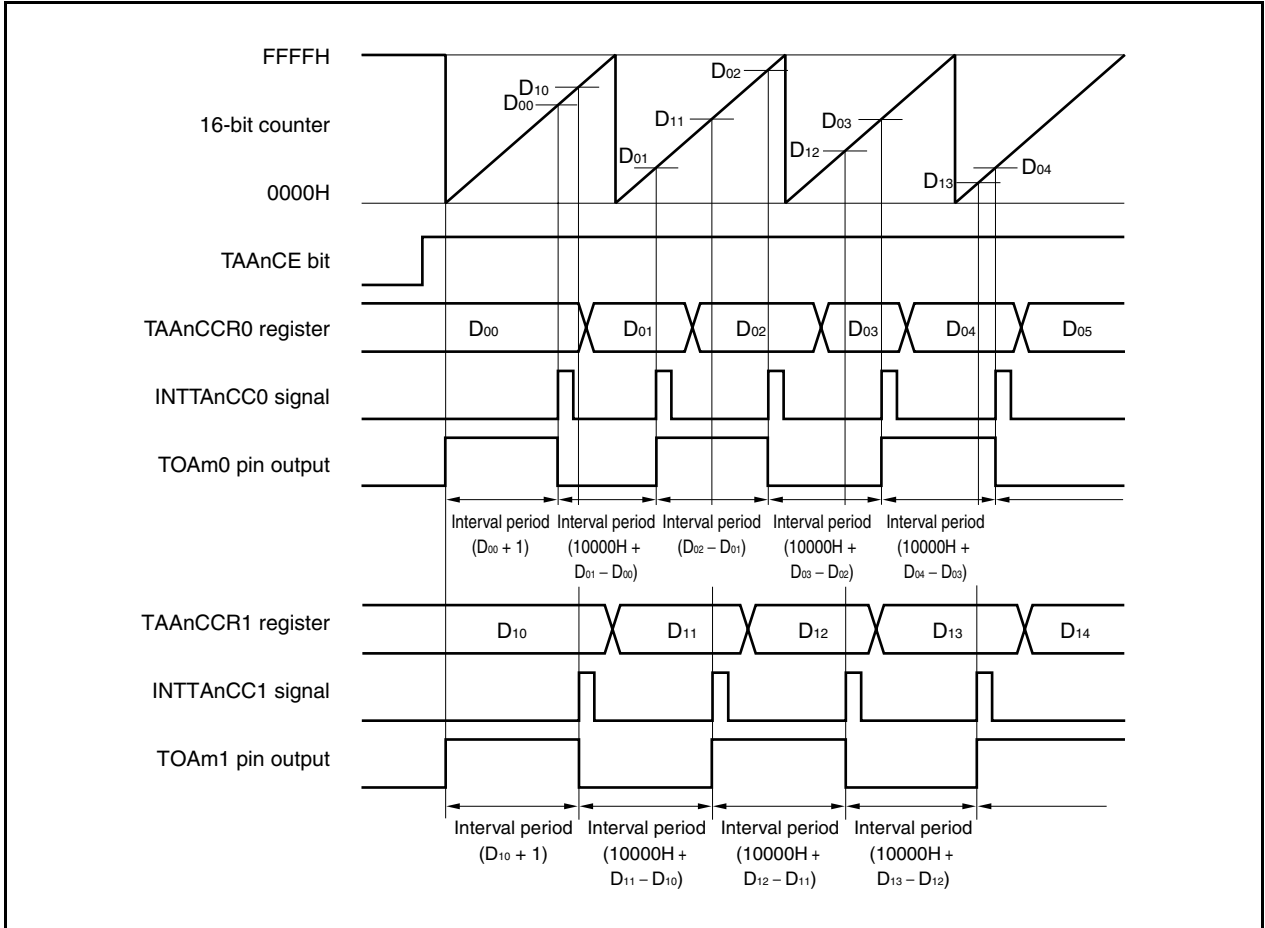 FFFFH
16-bit counter
0000H
D10
D00
D01
D11
D02
D12
D03
D13
D04
TAAnCE bit
TAAnCCR0 register
D00
D01
D02
D03
D04
D05
INTTAnCC0 signal
TOAm0 pin output
Interval period
(D00 + 1)
Interval period
(10000H +
D01 – D00)
Interval period
(D02 – D01)
Interval period
(10000H +
D03 – D02)
Interval period
(10000H +
D04 – D03)
TAAnCCR1 register
D10
D11
D12
D13
D14
INTTAnCC1 signal
TOAm1 pin output
Interval period
(D10 + 1)
Interval period
(10000H +
D11 – D10)
Interval period
(10000H +
D12 – D11)
Interval period
(10000H +
D13 – D12)